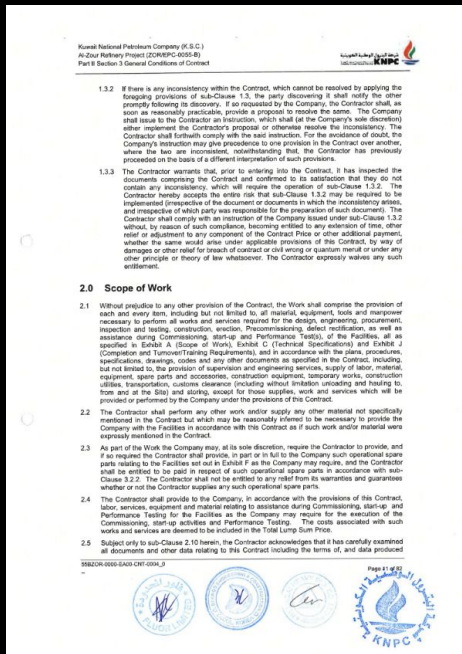 Kuwait National Petroleum Company (K.S.C.)
Al-Zour Refinery Project (ZOR/EPC-0055-B)
Part II Section 3 General Conditions of Contract
شركة البترول الوطنية الكويتية
KNPC
1.3.2 If there is any inconsistency within the Contract, which cannot be resolved by applying the
foregoing provisions of sub-Clause 1.3, the party discovering it shall notify the other
promptly following its discovery. If so requested by the Company, the Contractor shall, as
soon as reasonably practicable, provide a proposal to resolve the same. The Company
shall issue to the Contractor an instruction, which shall (at the Company's sole discretion)
either implement the Contractor's proposal or otherwise resolve the inconsistency. The
Contractor shall forthwith comply with the said instruction. For the avoidance of doubt, the
Company's instruction may give precedence to one provision in the Contract over another,
where the two are inconsistent, notwithstanding that, the Contractor has previously
proceeded on the basis of a different interpretation of such provisions.
1.3.3 The Contractor warrants that, prior to entering into the Contract, it has inspected the
documents comprising the Contract and confirmed to its satisfaction that they do not
contain any inconsistency, which will require the operation of sub-Clause 1.3.2. The
Contractor hereby accepts the entire risk that sub-Clause 1.3.2 may be required to be
implemented (irrespective of the document or documents in which the inconsistency arises,
and irrespective of which party was responsible for the preparation of such document). The
Contractor shall comply with an instruction of the Company issued under sub-Clause 1.3.2
without, by reason of such compliance, becoming entitled to any extension of time, other
relief or adjustment to any component of the Contract Price or other additional payment,
whether the same would arise under applicable provisions of this Contract, by way of
damages or other relief for breach of contract or civil wrong or quantum meruit or under any
other principle or theory of law whatsoever. The Contractor expressly waives any such
entitlement.
2.0 Scope of Work
2.1 Without prejudice to any other provision of the Contract, the Work shall comprise the provision of
each and every item, including but not limited to, all material, equipment, tools and manpower
necessary to perform all works and services required for the design, engineering, procurement,
inspection and testing, construction, erection, Precommissioning, defect rectification, as well as
assistance during Commissioning, start-up and Performance Test(s), of the Facilities, all as
specified in Exhibit A (Scope of Work), Exhibit C (Technical Specifications) and Exhibit J
(Completion and Turnover/Training Requirements), and in accordance with the plans, procedures,
specifications, drawings, codes and any other documents as specified in the Contract, including,
but not limited to, the provision of supervision and engineering services, supply of labor, material,
equipment, spare parts and accessories, construction equipment, temporary works, construction
utilities, transportation, customs clearance (including without limitation unloading and hauling to,
from and at the Site) and storing, except for those supplies, work and services which will be
provided or performed by the Company under the provisions of this Contract.
2.2 The Contractor shall perform any other work and/or supply any other material not specifically
mentioned in the Contract but which may be reasonably inferred to be necessary to provide the
Company with the Facilities in accordance with this Contract as if such work and/or material were
expressly mentioned in the Contract.
2.3 As part of the Work the Company may, at its sole discretion, require the Contractor to provide, and
if so required the Contractor shall provide, in part or in full to the Company such operational spare
parts relating to the Facilities set out in Exhibit F as the Company may require, and the Contractor
shall be entitled to be paid in respect of such operational spare parts in accordance with sub-
Clause 3.2.2. The Contractor shall not be entitled to any relief from its warranties and guarantees
whether or not the Contractor supplies any such operational spare parts.
2.4 The Contractor shall provide to the Company, in accordance with the provisions of this Contract,
labor, services, equipment and material relating to assistance during Commissioning, start-up and
Performance Testing for the Facilities as the Company may require for the execution of the
Commissioning, start-up activities and Performance Testing. The costs associated with such
works and services are deemed to be included in the Total Lump Sum Price.
2.5 Subject only to sub-Clause 2.10 herein, the Contractor acknowledges that it has carefully examined
all documents and other data relating to this Contract including the terms of, and data produced
55BZOR-0000-EA00-CRT-0004_0
of 82
KNPC